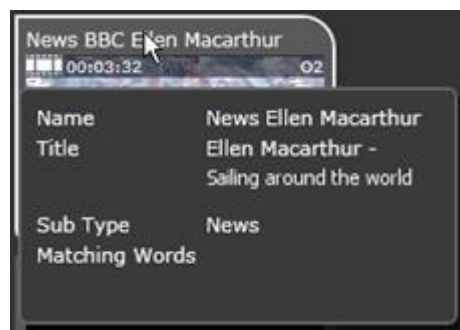 News BBC Ellen Macarthur
00:03:32 02
Name News Ellen Macarthur
Title Ellen Macarthur -
Sailing around the world
Sub Type News
Matching Words